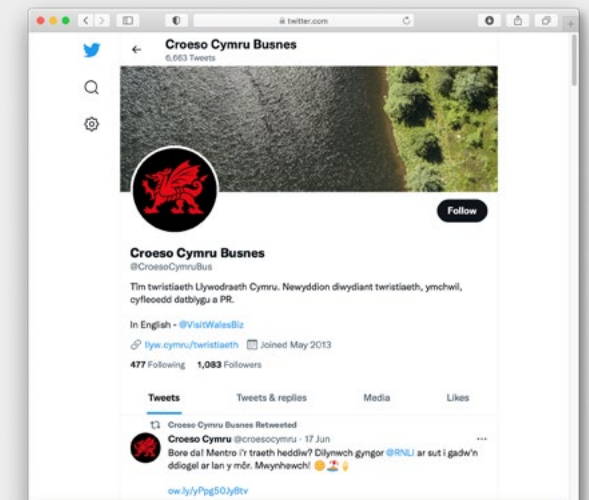 twitter.com
Croeso Cymru Busnes
6,663 Tweets
Follow
Croeso Cymru Busnes
@CroesoCymruBus
Tîm twristiaeth Llywodraeth Cymru. Newyddion diwydiant twristiaeth, ymchwil,
cyfleoedd datblygu a PR.
In English - @VisitWalesBiz
llyw.cymru/twristiaeth Joined May 2013
477 Following 1,083 Followers
Tweets Tweets & replies Media Likes
Croeso Cymru Busnes Retweeted
Croeso Cymru @croesocymru · 17 Jun
Bore da! Mentro i'r traeth heddiw? Dilynwch gyngor @RNLI ar sut i gadw'n
ddiogel ar lan y môr. Mwynhewch! 🌞🏖️🍦
ow.ly/yPpg50JyBtv